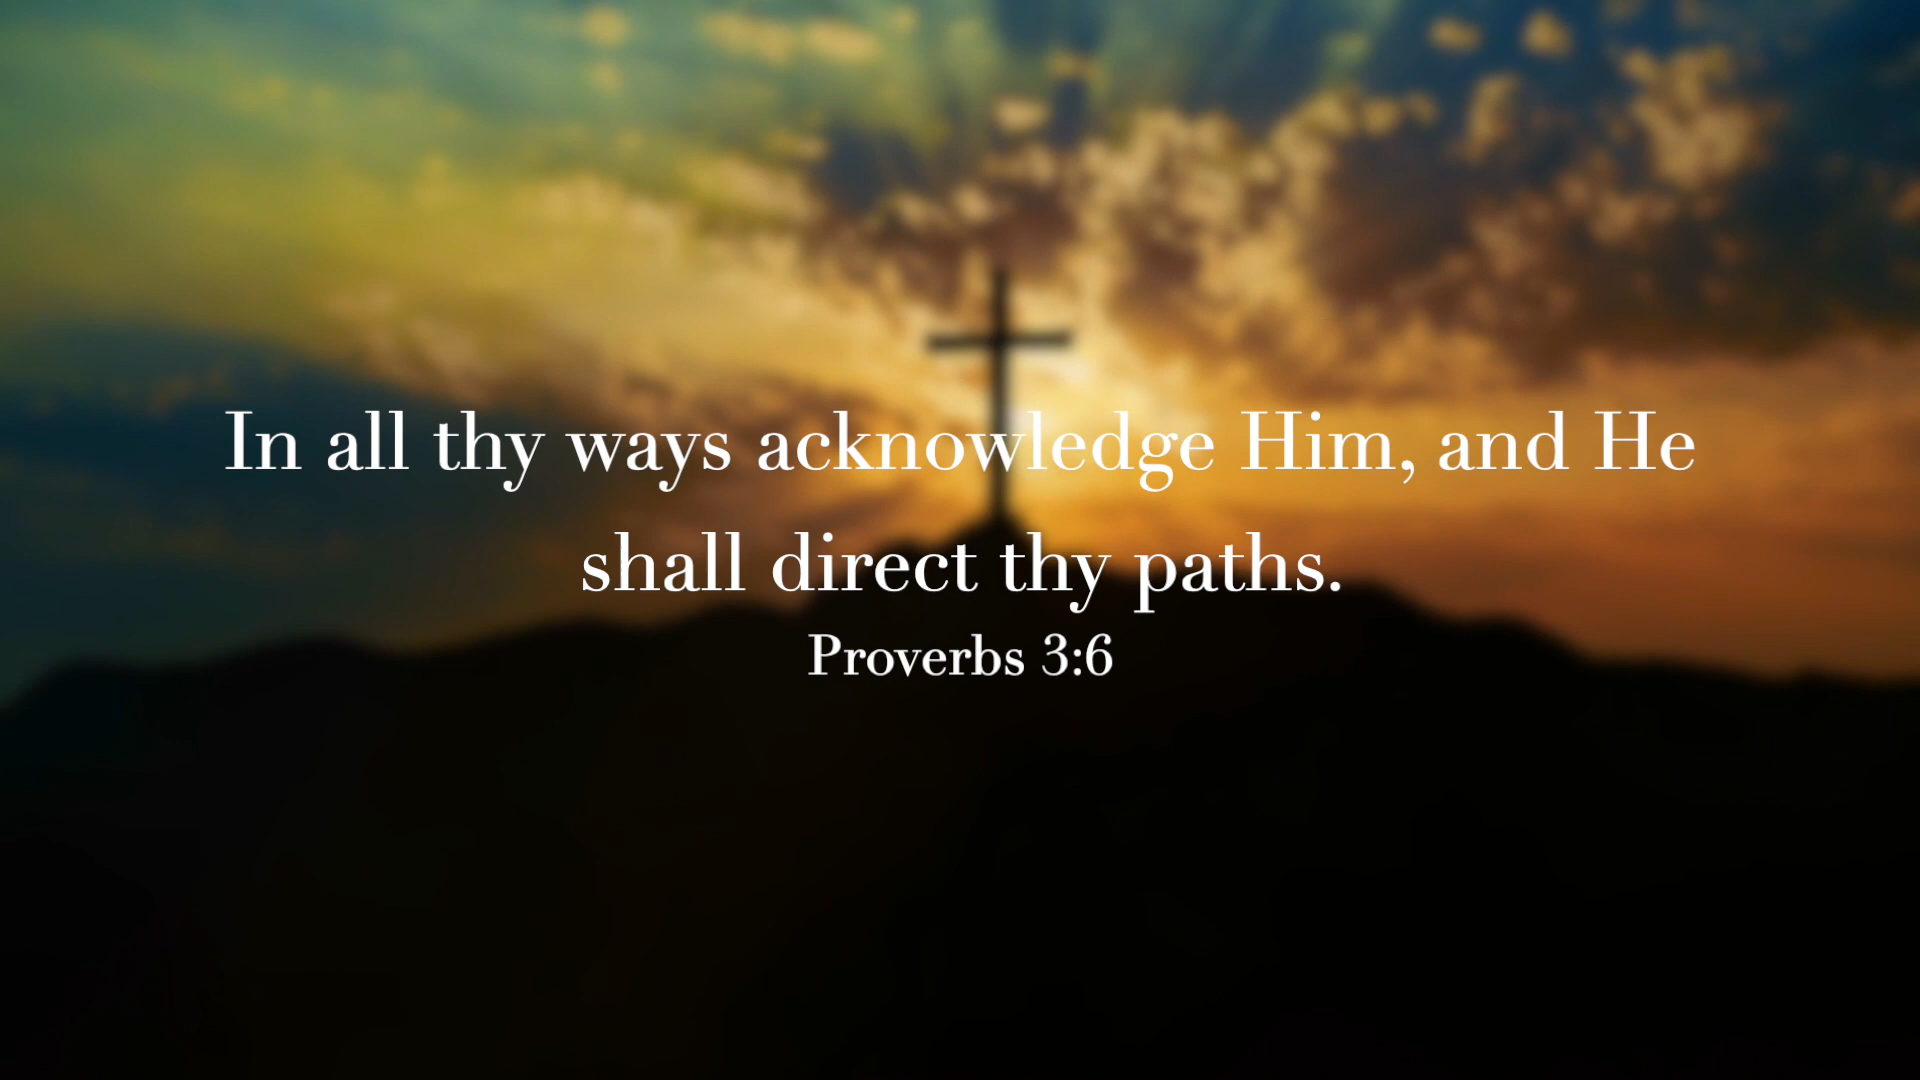 In all thy ways acknowledge Him, and He
shall direct thy paths.
Proverbs 3:6